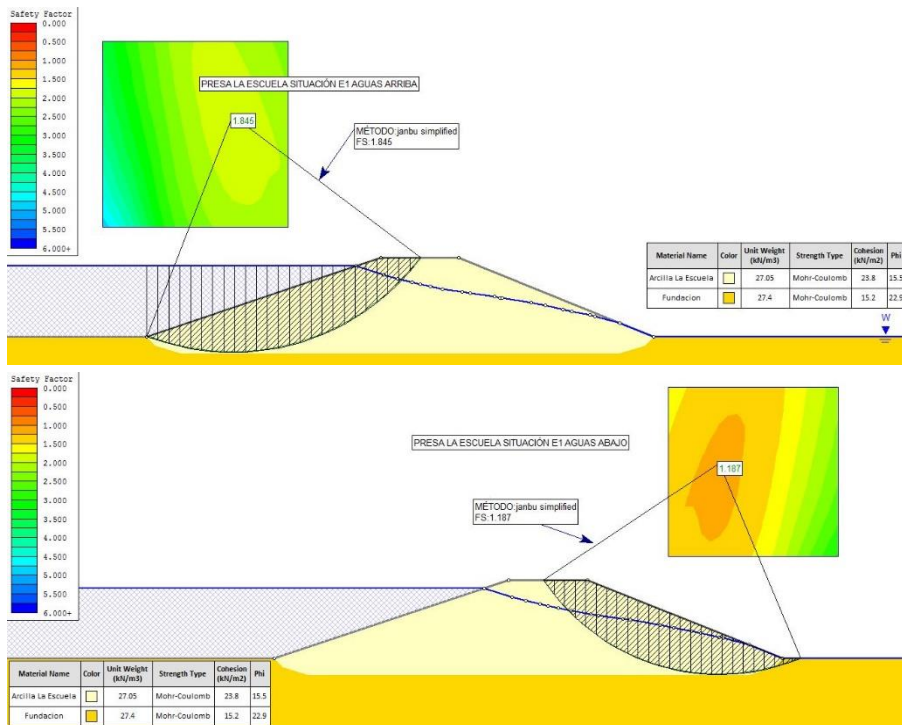 Safety Factor
0.000
0.500
1.000
1.500
2.000
2.500
3.000
3.500
4.000
4.500
5.000
5.500
6.000+
PRESA LA ESCUELA SITUACIÓN E1 AGUAS ARRIBA
1.845
MÉTODO:janbu simplified
FS:1.845
Material Name Color Unit Weight (kN/m3) Strength Type Cohesion (kN/m2) Phi
Arcilla La Escuela 27.05 Mohr-Coulomb 23.8 15.5
Fundacion 27.4 Mohr-Coulomb 15.2 22.9
W
Safety Factor
0.000
0.500
1.000
1.500
2.000
2.500
3.000
3.500
4.000
4.500
5.000
5.500
6.000+
PRESA LA ESCUELA SITUACIÓN E1 AGUAS ABAJO
1.187
MÉTODO:janbu simplified
FS:1.187
Material Name Color Unit Weight (kN/m3) Strength Type Cohesion (kN/m2) Phi
Arcilla La Escuela 27.05 Mohr-Coulomb 23.8 15.5
Fundacion 27.4 Mohr-Coulomb 15.2 22.9